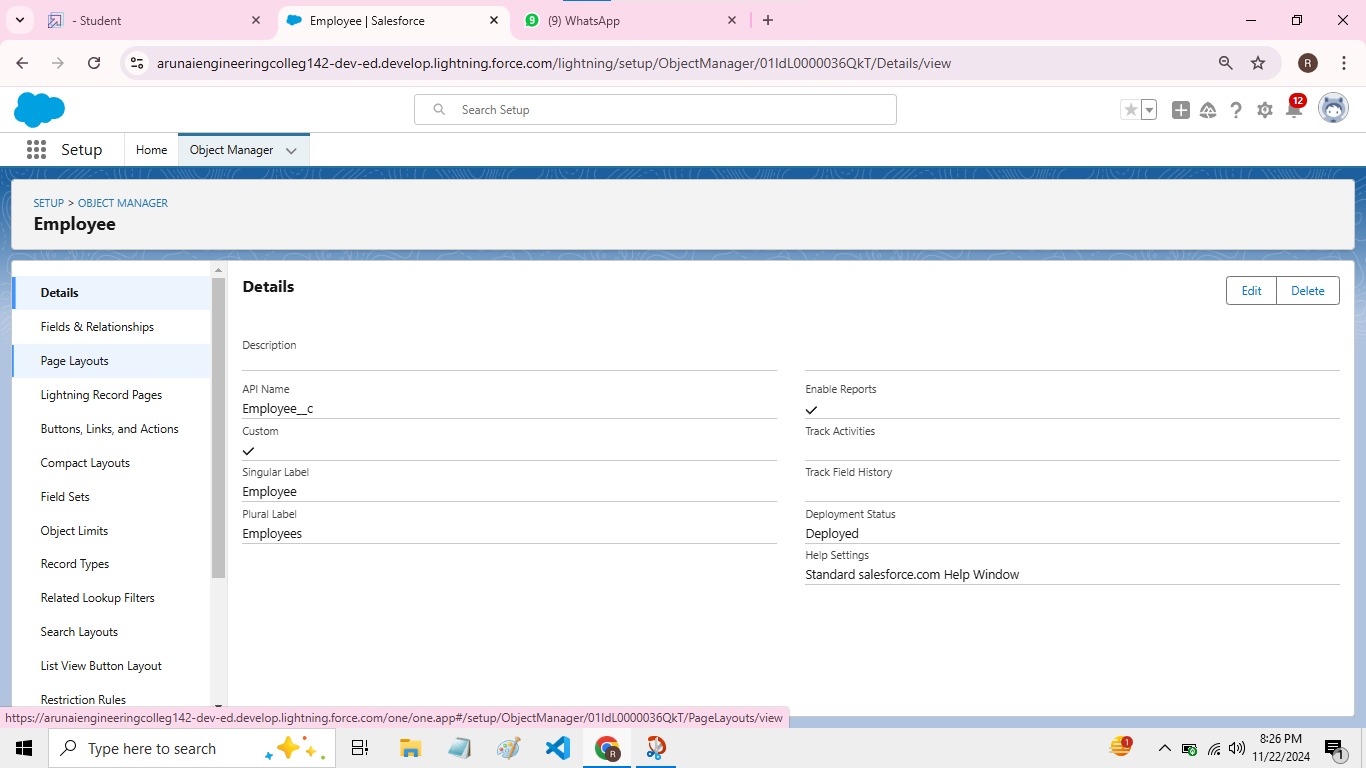 - Student
Employee | Salesforce
9
(9) WhatsApp
arunaiengineeringcolleg142-dev-ed.develop.lightning.force.com/lightning/setup/ObjectManager/01IdL0000036QkT/Details/view
R
Search Setup
12
Setup
Home
Object Manager
SETUP > OBJECT MANAGER
Employee
Details
Fields & Relationships
Page Layouts
Lightning Record Pages
Buttons, Links, and Actions
Compact Layouts
Field Sets
Object Limits
Record Types
Related Lookup Filters
Search Layouts
List View Button Layout
Restriction Rules
Details
Edit
Delete
Description
API Name
Employee__c
Custom
Singular Label
Employee
Plural Label
Employees
Enable Reports
Track Activities
Track Field History
Deployment Status
Deployed
Help Settings
Standard salesforce.com Help Window
https://arunaiengineeringcolleg142-dev-ed.develop.lightning.force.com/one/one.app#/setup/ObjectManager/01IdL0000036QkT/PageLayouts/view
Type here to search
R
1
8:26 PM
11/22/2024
1